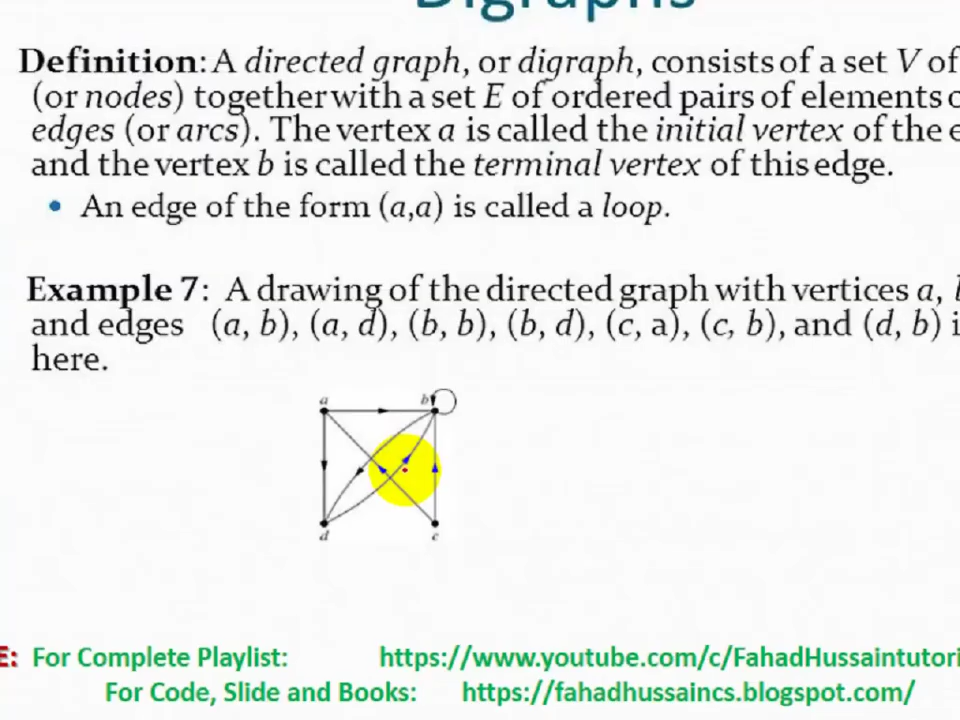 Digraphs
Definition: A directed graph, or digraph, consists of a set V of
(or nodes) together with a set E of ordered pairs of elements o
edges (or arcs). The vertex a is called the initial vertex of the e
and the vertex b is called the terminal vertex of this edge.
• An edge of the form (a,a) is called a loop.
Example 7: A drawing of the directed graph with vertices a, b
and edges (a, b), (a, d), (b, b), (b, d), (c, a), (c, b), and (d, b) i
here.
a b
d c
E: For Complete Playlist: https://www.youtube.com/c/FahadHussaintutori
For Code, Slide and Books: https://fahadhussaincs.blogspot.com/